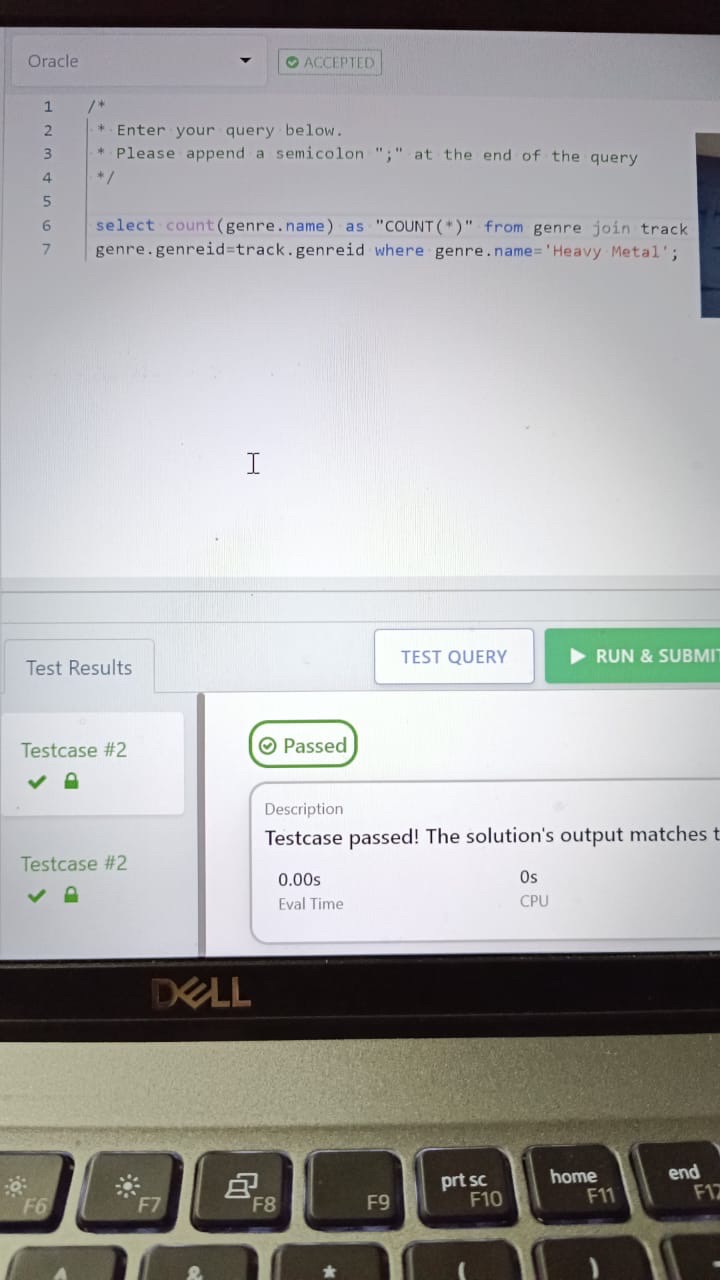 Oracle
ACCEPTED
1 /*
2 * Enter your query below.
3 * Please append a semicolon ";" at the end of the query
4 */
5
6 select count(genre.name) as "COUNT(*)" from genre join track
7 genre.genreid=track.genreid where genre.name='Heavy Metal';
TEST QUERY
RUN & SUBMIT
Test Results
Testcase #2
Passed
Description
Testcase passed! The solution's output matches t
0.00s
0s
Eval Time
CPU
Testcase #2
DELL
F6
F7
F8
F9
prt sc
F10
home
F11
end
F12
&
*
(
)